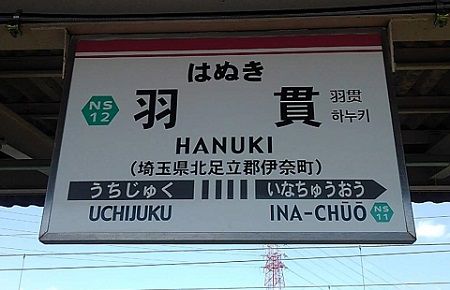 はぬき
NS
12
羽貫
羽贯
하누키
HANUKI
(埼玉県北足立郡伊奈町)
うちじゅく いなちゅうおう
UCHIJUKU INA-CHŪŌ
NS
11